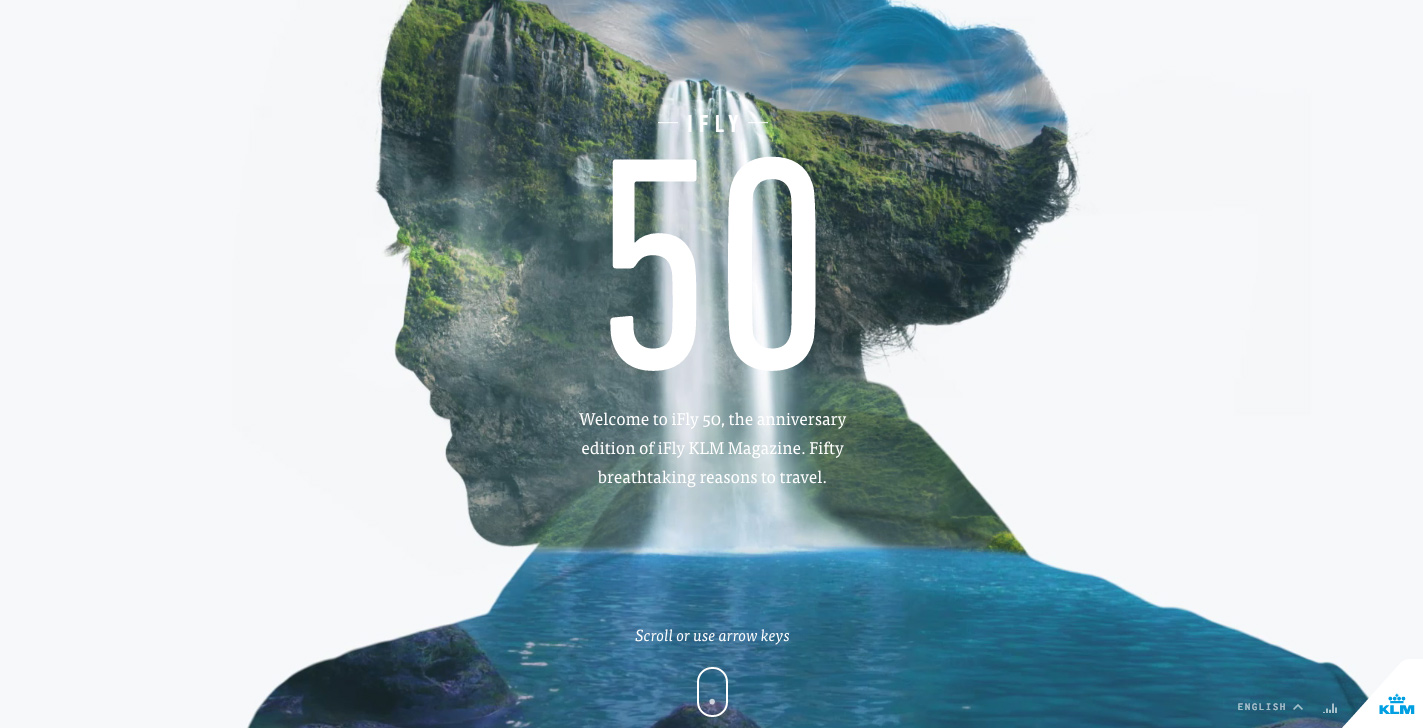 iFLY
50
Welcome to iFly 50, the anniversary
edition of iFly KLM Magazine. Fifty
breathtaking reasons to travel.
Scroll or use arrow keys
ENGLISH
KLM